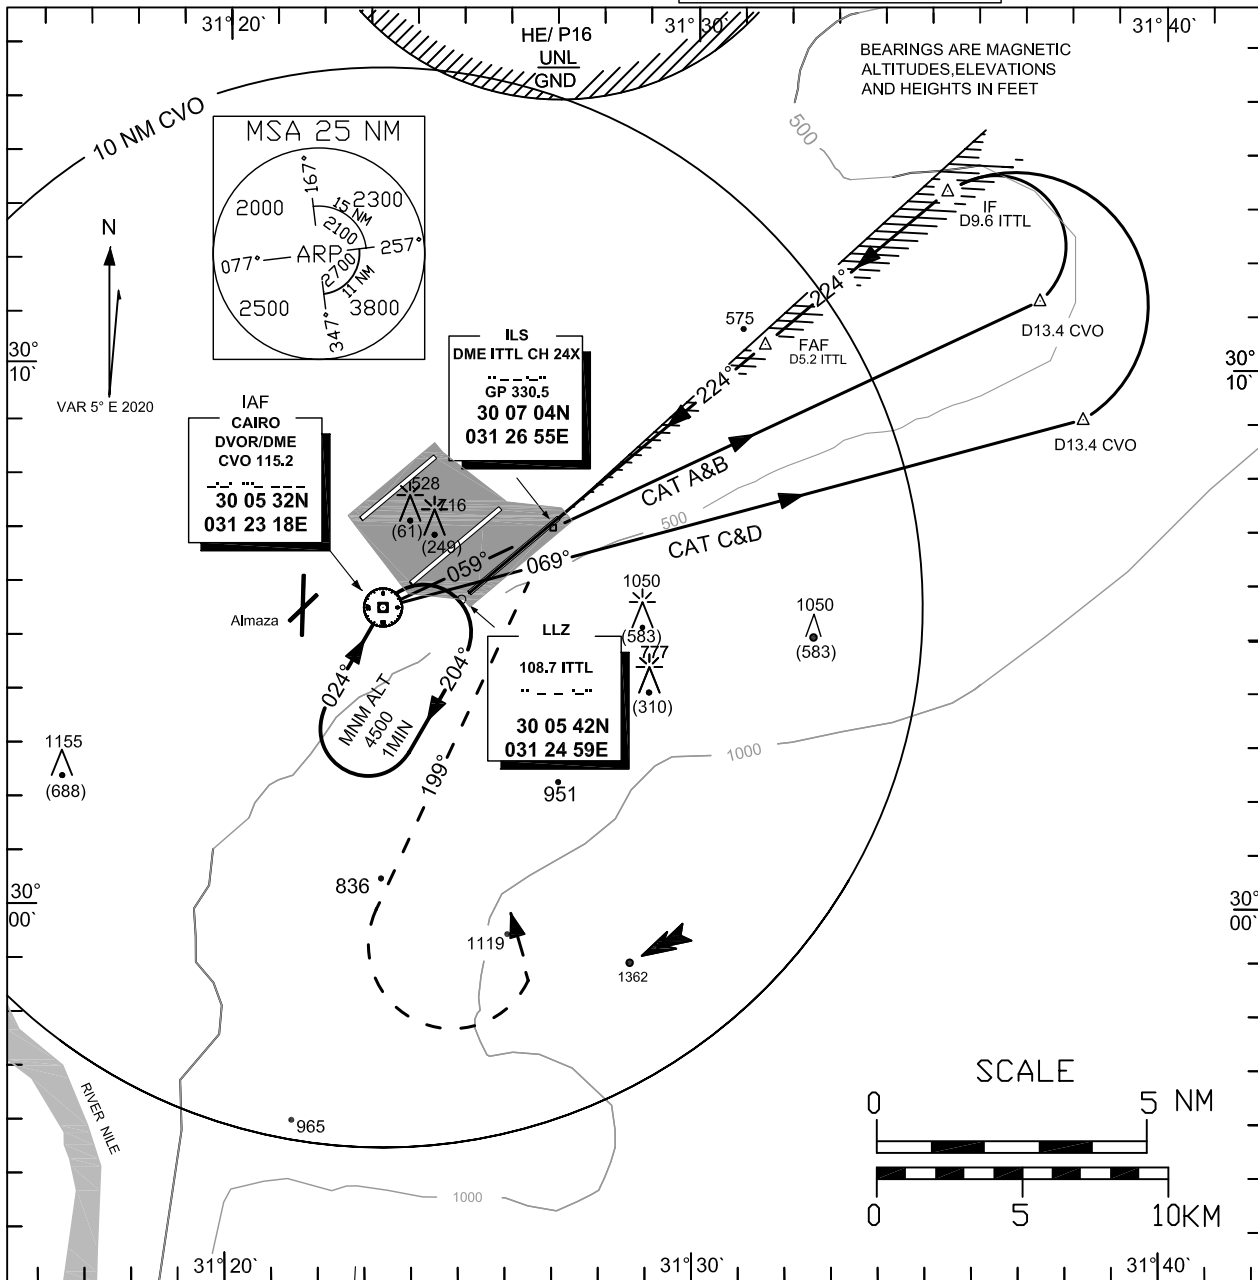 31°20`
31°30`
31°40`
HE/ P16
UNL
GND
BEARINGS ARE MAGNETIC
ALTITUDES,ELEVATIONS
AND HEIGHTS IN FEET
10 NM CVO
500
MSA 25 NM
167°
2000
2300
15 NM
2100
077°
ARP
257°
2700
11 NM
2500
3800
347°
N
VAR 5° E 2020
IF
D9.6 ITTL
224°
575
FAF
D5.2 ITTL
D13.4 CVO
30°
10`
30°
10`
ILS
DME ITTL CH 24X
GP 330.5
30 07 04N
031 26 55E
224°
D13.4 CVO
IAF
CAIRO
DVOR/DME
CVO 115.2
30 05 32N
031 23 18E
CAT A&B
528
(61)
716
(249)
500
CAT C&D
059°
069°
1050
(583)
1050
(583)
777
(310)
Almaza
LLZ
108.7 ITTL
30 05 42N
031 24 59E
024°
204°
MNM ALT
4500
1MIN
199°
1155
(688)
1000
951
836
30°
00`
30°
00`
1119
1362
RIVER NILE
965
1000
SCALE
0
5 NM
0
5
10KM
31°20`
31°30`
31°40`